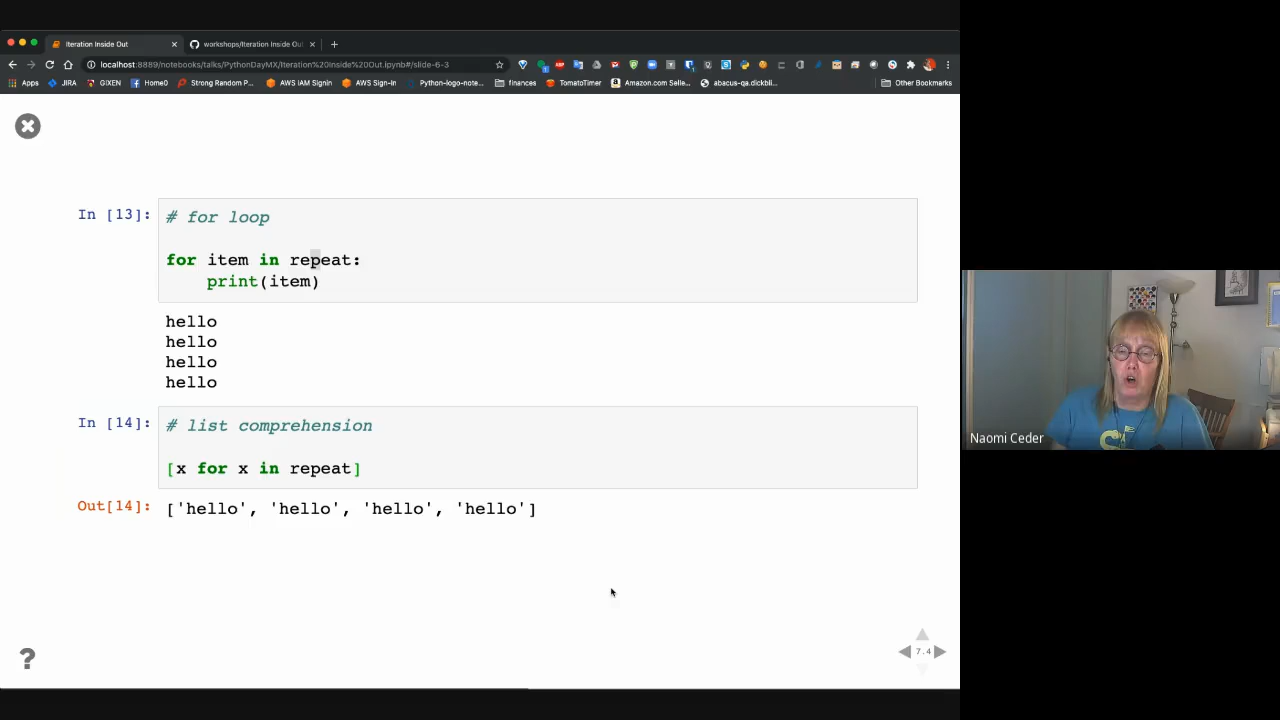 Iteration Inside Out
workshops/Iteration Inside Out
localhost:8889/notebooks/talks/PythonDayMX/Iteration%20Inside%20Out.ipynb#/slide-6-3
Apps JIRA GIXEN Home0 Strong Random P... AWS IAM Signin AWS Sign-In Python-logo-note... finances TomatoTimer Amazon.com Selle... abacus-qa.dickbli... Other Bookmarks
In [13]: # for loop
for item in repeat:
print(item)
hello
hello
hello
hello
In [14]: # list comprehension
[x for x in repeat]
Out[14]: ['hello', 'hello', 'hello', 'hello']
Naomi Ceder
7.4
?